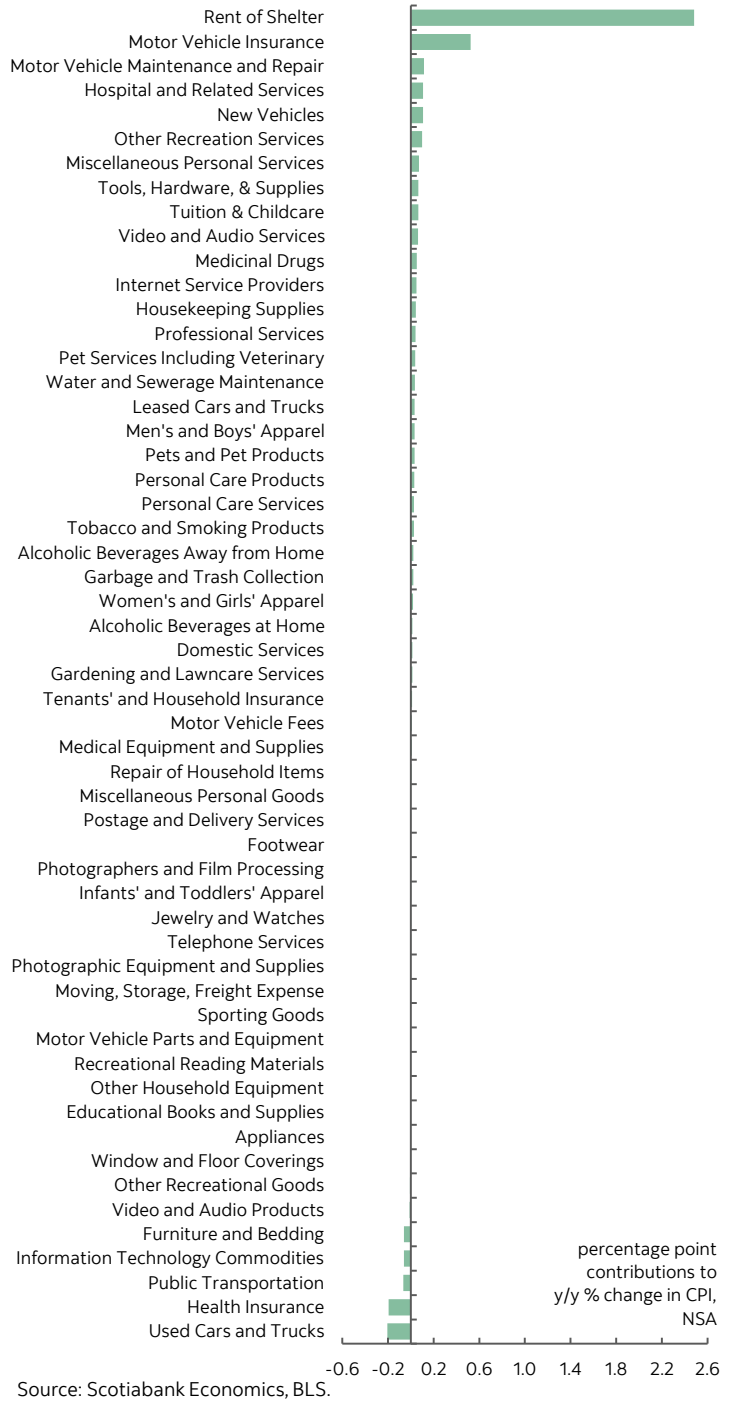 Rent of Shelter
Motor Vehicle Insurance
Motor Vehicle Maintenance and Repair
Hospital and Related Services
New Vehicles
Other Recreation Services
Miscellaneous Personal Services
Tools, Hardware, & Supplies
Tuition & Childcare
Video and Audio Services
Medicinal Drugs
Internet Service Providers
Housekeeping Supplies
Professional Services
Pet Services Including Veterinary
Water and Sewerage Maintenance
Leased Cars and Trucks
Men's and Boys' Apparel
Pets and Pet Products
Personal Care Products
Personal Care Services
Tobacco and Smoking Products
Alcoholic Beverages Away from Home
Garbage and Trash Collection
Women's and Girls' Apparel
Alcoholic Beverages at Home
Domestic Services
Gardening and Lawncare Services
Tenants' and Household Insurance
Motor Vehicle Fees
Medical Equipment and Supplies
Repair of Household Items
Miscellaneous Personal Goods
Postage and Delivery Services
Footwear
Photographers and Film Processing
Infants' and Toddlers' Apparel
Jewelry and Watches
Telephone Services
Photographic Equipment and Supplies
Moving, Storage, Freight Expense
Sporting Goods
Motor Vehicle Parts and Equipment
Recreational Reading Materials
Other Household Equipment
Educational Books and Supplies
Appliances
Window and Floor Coverings
Other Recreational Goods
Video and Audio Products
Furniture and Bedding
Information Technology Commodities
Public Transportation
Health Insurance
Used Cars and Trucks
percentage point
contributions to
y/y % change in CPI,
NSA
-0.6 -0.2 0.2 0.6 1.0 1.4 1.8 2.2 2.6
Source: Scotiabank Economics, BLS.